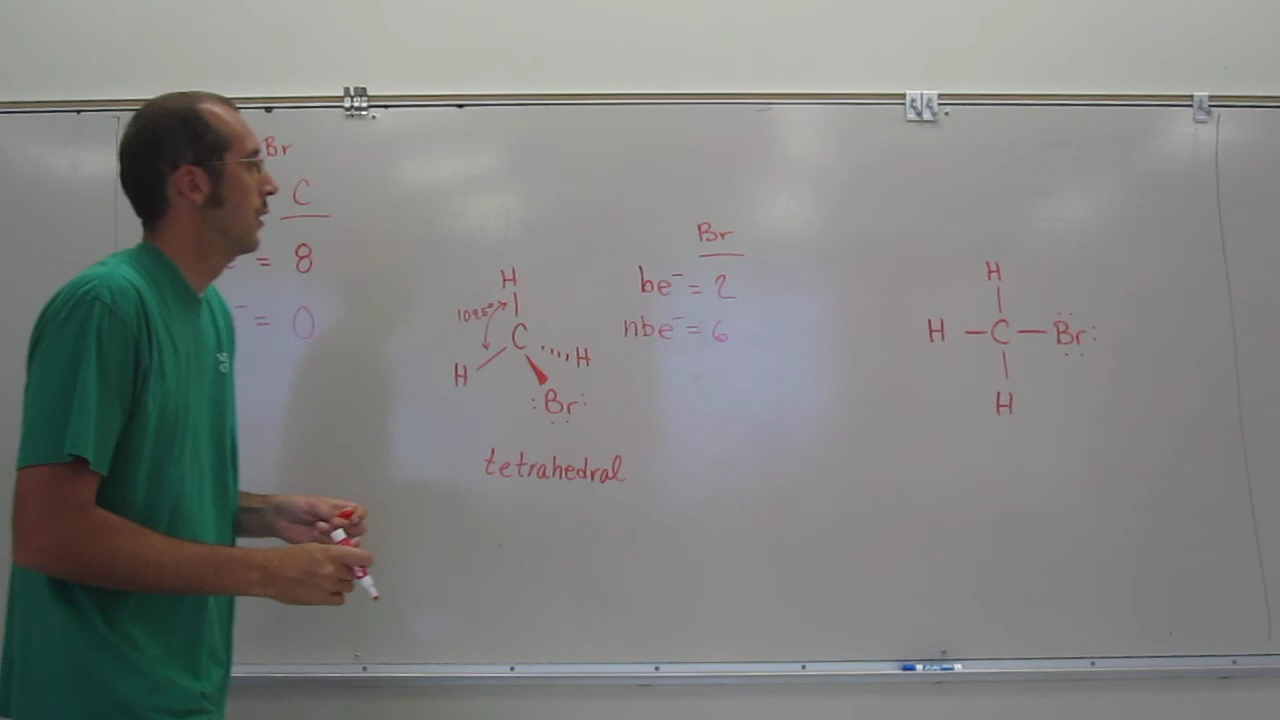 Br
C
e⁻ = 8
⁻ = 0
H
109.5°
C
H
H
:Br:
tetrahedral
Br
be⁻ = 2
nbe⁻ = 6
H
H – C – Br:
H